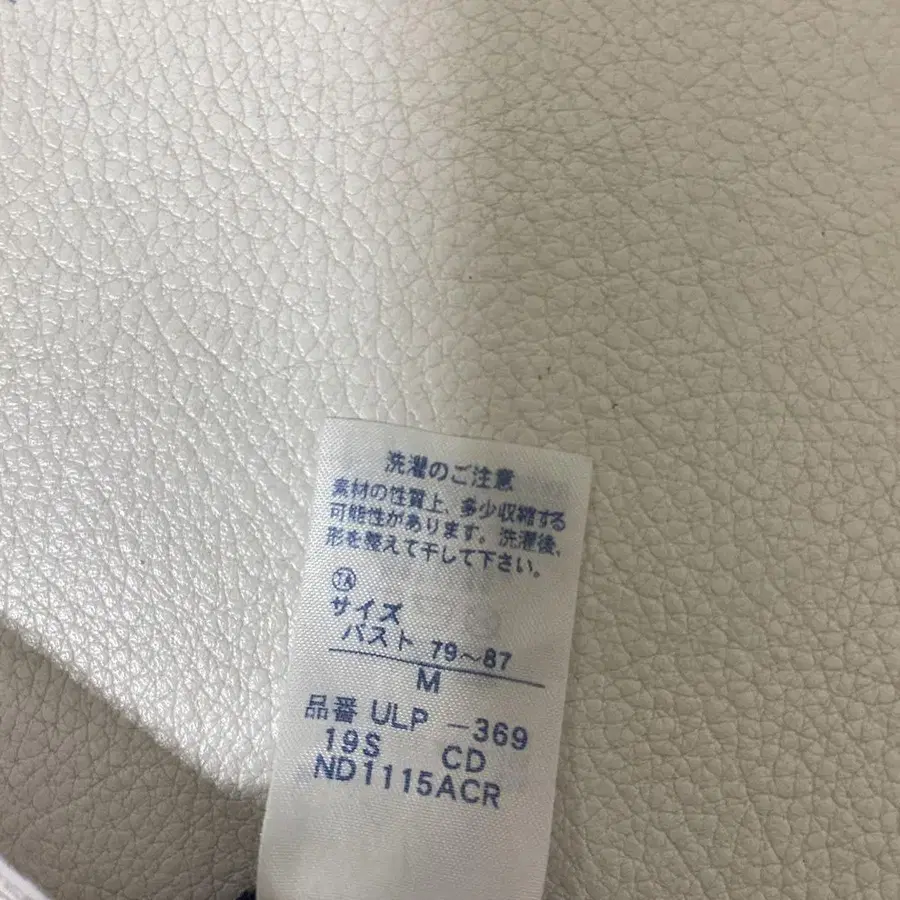 洗濯のご注意
素材の性質上、多少収縮する
可能性があります。洗濯後、
形を整えて干して下さい。
7A
サイズ
バスト 79～87
M
品番 ULP -369
19S CD
ND1115ACR